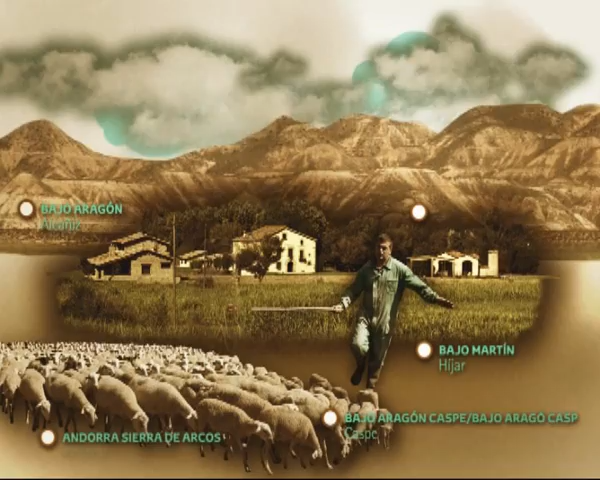 BAJO ARAGÓN
Alcañiz
BAJO MARTÍN
Híjar
BAJO ARAGÓN CASPE/BAJO ARAGÓ CASP
Caspe
ANDORRA SIERRA DE ARCOS